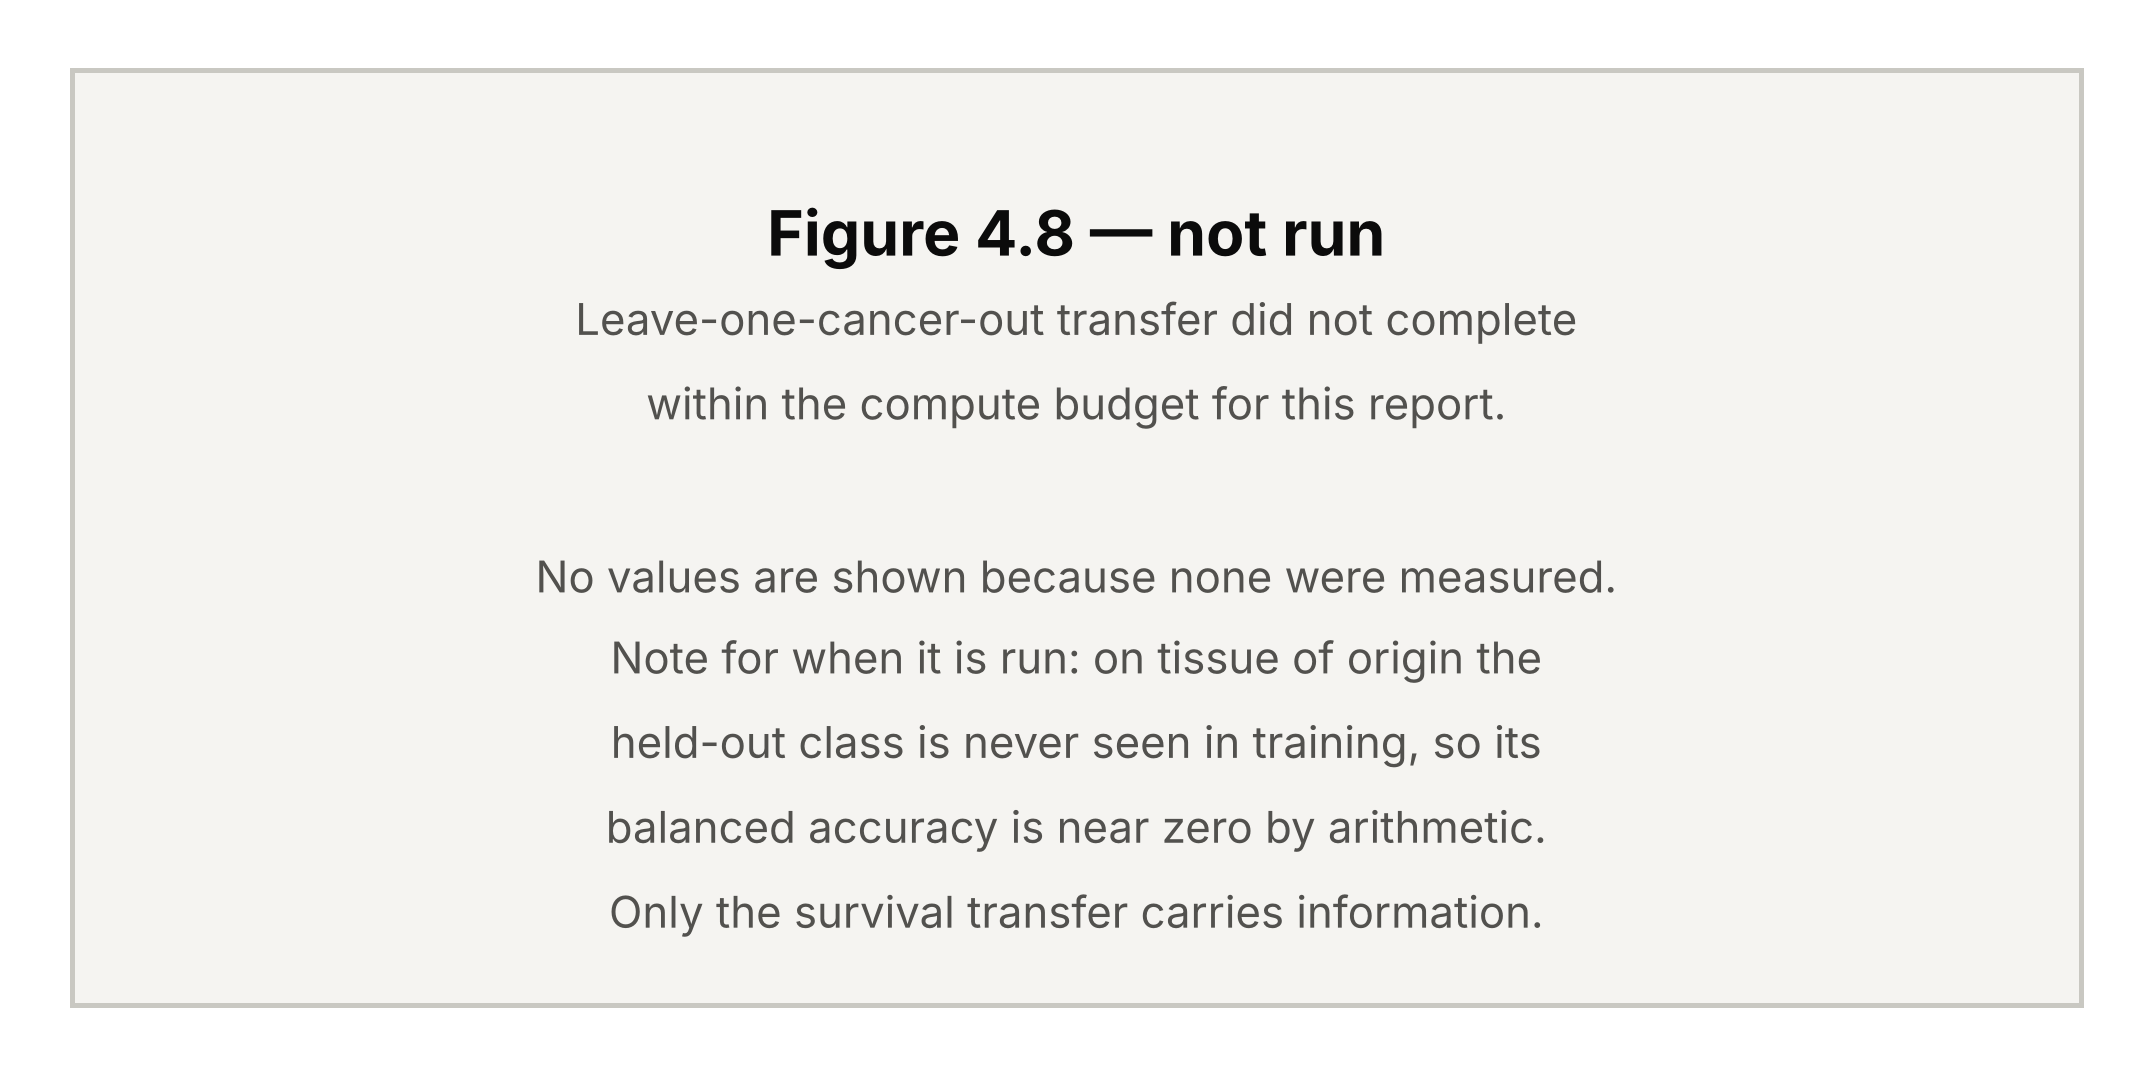 Figure 4.8 — not run
Leave-one-cancer-out transfer did not complete
within the compute budget for this report.
No values are shown because none were measured.
Note for when it is run: on tissue of origin the
held-out class is never seen in training, so its
balanced accuracy is near zero by arithmetic.
Only the survival transfer carries information.